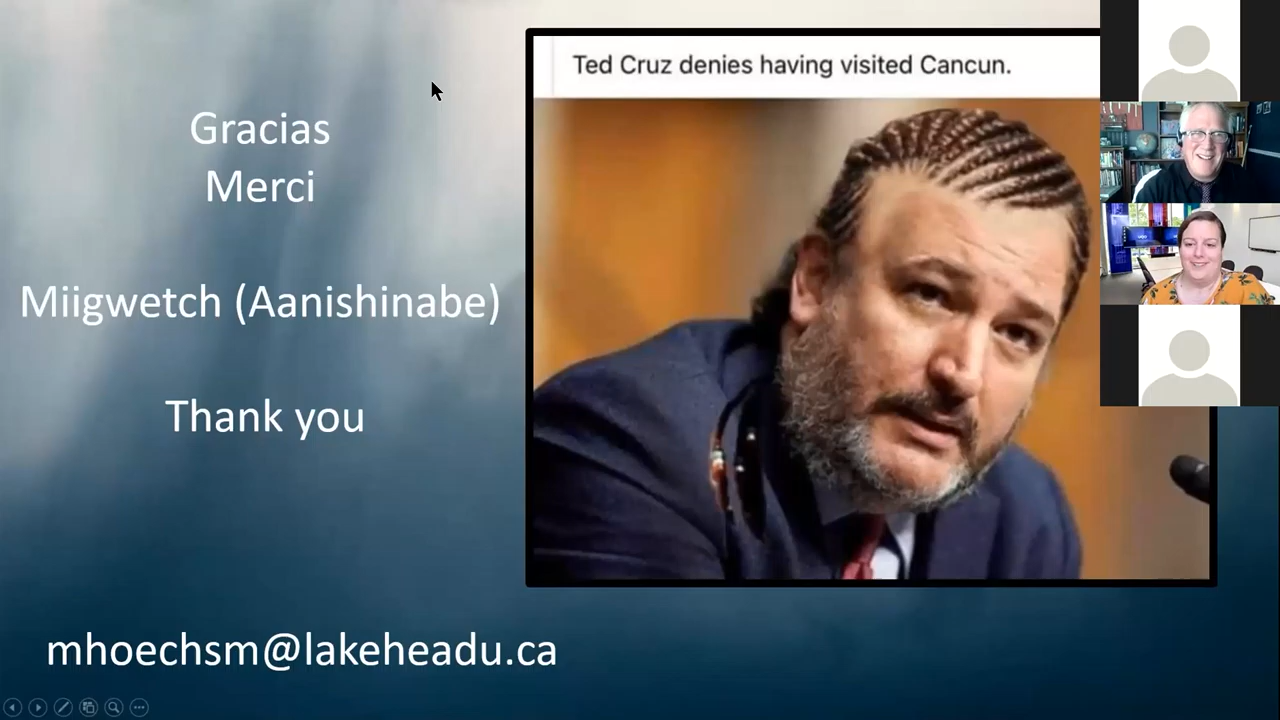 Gracias
Merci
Miigwetch (Aanishinabe)
Thank you
mhoechsm@lakeheadu.ca
Ted Cruz denies having visited Cancun.